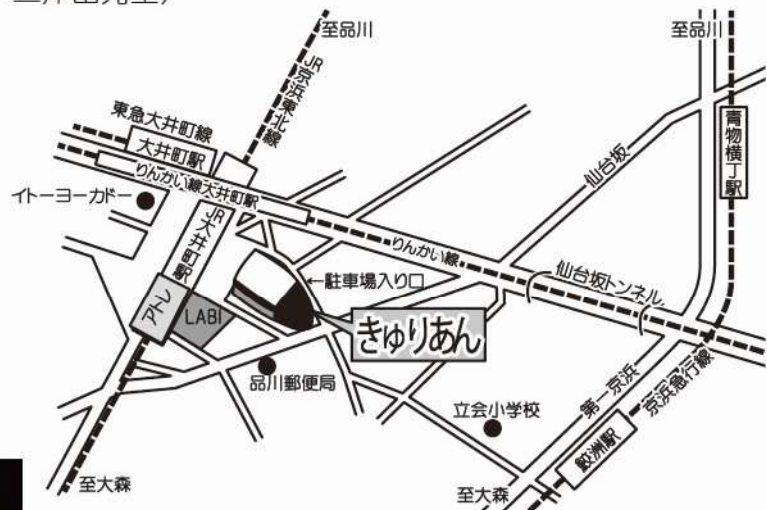 至品川
至品川
JR京浜東北線
東急大井町線
大井町駅
りんかい線大井町駅
青物横丁駅
イトーヨーカドー
仙台坂
JR大井町駅
りんかい線
仙台坂トンネル
←駐車場入り口
アトレ
LABI
きゅりあん
品川郵便局
第一京浜
京浜急行線
立会小学校
鮫洲駅
至大森
至大森